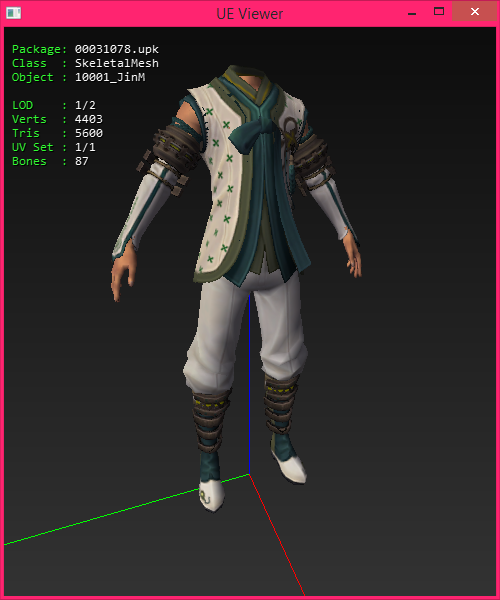 UE Viewer
Package: 00031078.upk
Class  : SkeletalMesh
Object : 10001_JinM
LOD    : 1/2
Verts  : 4403
Tris   : 5600
UV Set : 1/1
Bones  : 87